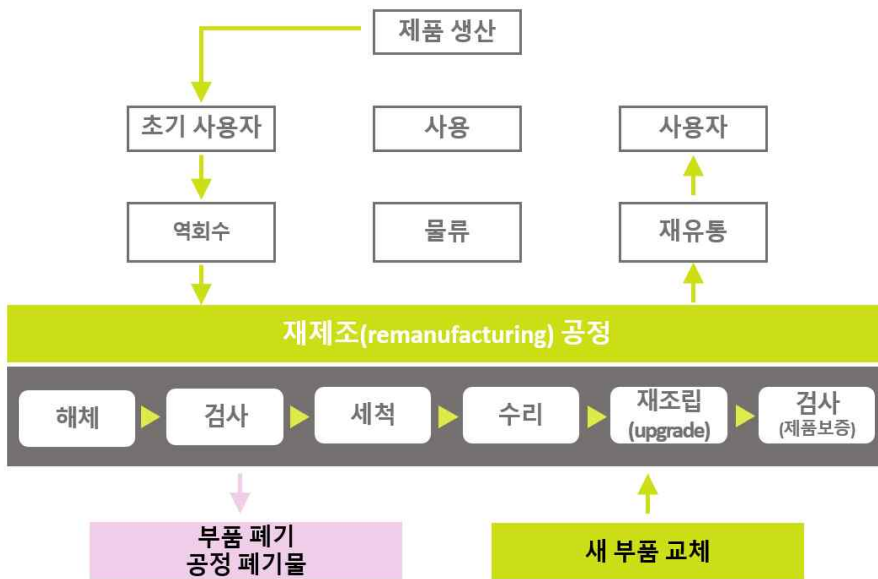 제품 생산
초기 사용자
사용
사용자
역회수
물류
재유통
재제조(remanufacturing) 공정
해체
검사
세척
수리
재조립
(upgrade)
검사
(제품보증)
부품 폐기
공정 폐기물
새 부품 교체